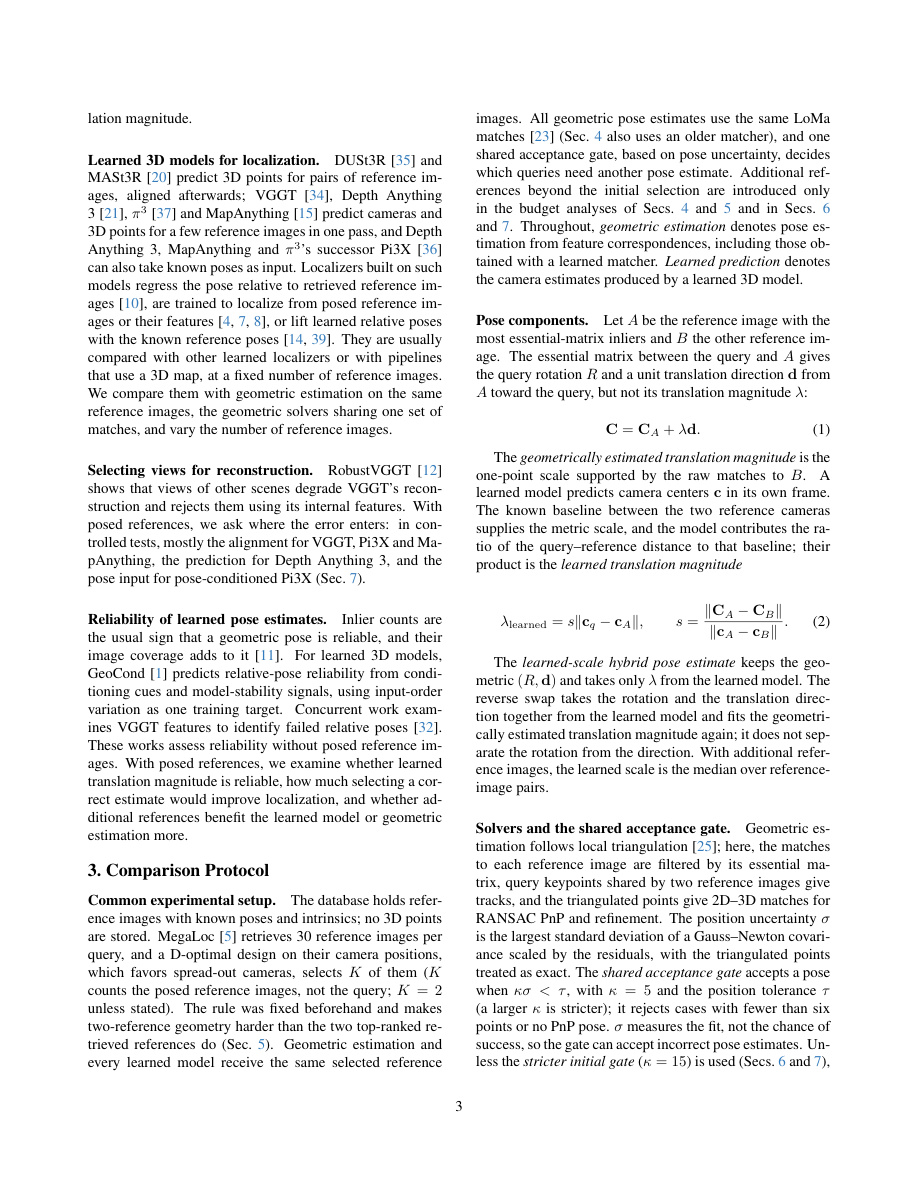 lation magnitude.
Learned 3D models for localization. DUSt3R [35] and
MASt3R [20] predict 3D points for pairs of reference im-
ages, aligned afterwards; VGGT [34], Depth Anything
3 [21], π³ [37] and MapAnything [15] predict cameras and
3D points for a few reference images in one pass, and Depth
Anything 3, MapAnything and π³'s successor Pi3X [36]
can also take known poses as input. Localizers built on such
models regress the pose relative to retrieved reference im-
ages [10], are trained to localize from posed reference im-
ages or their features [4, 7, 8], or lift learned relative poses
with the known reference poses [14, 39]. They are usually
compared with other learned localizers or with pipelines
that use a 3D map, at a fixed number of reference images.
We compare them with geometric estimation on the same
reference images, the geometric solvers sharing one set of
matches, and vary the number of reference images.
Selecting views for reconstruction. RobustVGGT [12]
shows that views of other scenes degrade VGGT's recon-
struction and rejects them using its internal features. With
posed references, we ask where the error enters: in con-
trolled tests, mostly the alignment for VGGT, Pi3X and Ma-
pAnything, the prediction for Depth Anything 3, and the
pose input for pose-conditioned Pi3X (Sec. 7).
Reliability of learned pose estimates. Inlier counts are
the usual sign that a geometric pose is reliable, and their
image coverage adds to it [11]. For learned 3D models,
GeoCond [1] predicts relative-pose reliability from condi-
tioning cues and model-stability signals, using input-order
variation as one training target. Concurrent work exam-
ines VGGT features to identify failed relative poses [32].
These works assess reliability without posed reference im-
ages. With posed references, we examine whether learned
translation magnitude is reliable, how much selecting a cor-
rect estimate would improve localization, and whether ad-
ditional references benefit the learned model or geometric
estimation more.
3. Comparison Protocol
Common experimental setup. The database holds refer-
ence images with known poses and intrinsics; no 3D points
are stored. MegaLoc [5] retrieves 30 reference images per
query, and a D-optimal design on their camera positions,
which favors spread-out cameras, selects K of them (K
counts the posed reference images, not the query; K = 2
unless stated). The rule was fixed beforehand and makes
two-reference geometry harder than the two top-ranked re-
trieved references do (Sec. 5). Geometric estimation and
every learned model receive the same selected reference
images. All geometric pose estimates use the same LoMa
matches [23] (Sec. 4 also uses an older matcher), and one
shared acceptance gate, based on pose uncertainty, decides
which queries need another pose estimate. Additional ref-
erences beyond the initial selection are introduced only
in the budget analyses of Secs. 4 and 5 and in Secs. 6
and 7. Throughout, geometric estimation denotes pose es-
timation from feature correspondences, including those ob-
tained with a learned matcher. Learned prediction denotes
the camera estimates produced by a learned 3D model.
Pose components. Let A be the reference image with the
most essential-matrix inliers and B the other reference im-
age. The essential matrix between the query and A gives
the query rotation R and a unit translation direction d from
A toward the query, but not its translation magnitude λ:
C = C_A + λd. (1)
The geometrically estimated translation magnitude is the
one-point scale supported by the raw matches to B. A
learned model predicts camera centers c in its own frame.
The known baseline between the two reference cameras
supplies the metric scale, and the model contributes the ra-
tio of the query–reference distance to that baseline; their
product is the learned translation magnitude
λ_learned = s‖c_q − c_A‖, s = ‖C_A − C_B‖ / ‖c_A − c_B‖. (2)
The learned-scale hybrid pose estimate keeps the geo-
metric (R, d) and takes only λ from the learned model. The
reverse swap takes the rotation and the translation direc-
tion together from the learned model and fits the geometri-
cally estimated translation magnitude again; it does not sep-
arate the rotation from the direction. With additional refer-
ence images, the learned scale is the median over reference-
image pairs.
Solvers and the shared acceptance gate. Geometric es-
timation follows local triangulation [25]; here, the matches
to each reference image are filtered by its essential ma-
trix, query keypoints shared by two reference images give
tracks, and the triangulated points give 2D–3D matches for
RANSAC PnP and refinement. The position uncertainty σ
is the largest standard deviation of a Gauss–Newton covari-
ance scaled by the residuals, with the triangulated points
treated as exact. The shared acceptance gate accepts a pose
when κσ < τ, with κ = 5 and the position tolerance τ
(a larger κ is stricter); it rejects cases with fewer than six
points or no PnP pose. σ measures the fit, not the chance of
success, so the gate can accept incorrect pose estimates. Un-
less the stricter initial gate (κ = 15) is used (Secs. 6 and 7),
3